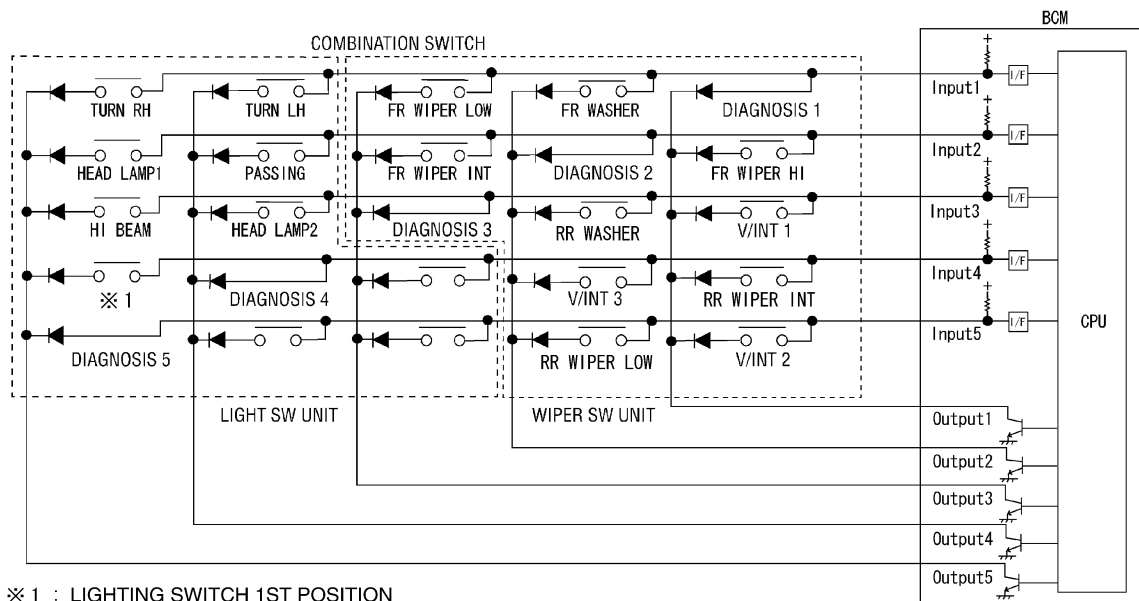 BCM
COMBINATION SWITCH
TURN RH
TURN LH
FR WIPER LOW
FR WASHER
DIAGNOSIS 1
Input1
I/F
HEAD LAMP1
PASSING
FR WIPER INT
DIAGNOSIS 2
FR WIPER HI
Input2
I/F
HI BEAM
HEAD LAMP2
DIAGNOSIS 3
RR WASHER
V/INT 1
Input3
I/F
※ 1
DIAGNOSIS 4
V/INT 3
RR WIPER INT
Input4
I/F
CPU
DIAGNOSIS 5
RR WIPER LOW
V/INT 2
Input5
I/F
LIGHT SW UNIT
WIPER SW UNIT
Output1
Output2
Output3
Output4
Output5
※ 1 : LIGHTING SWITCH 1ST POSITION